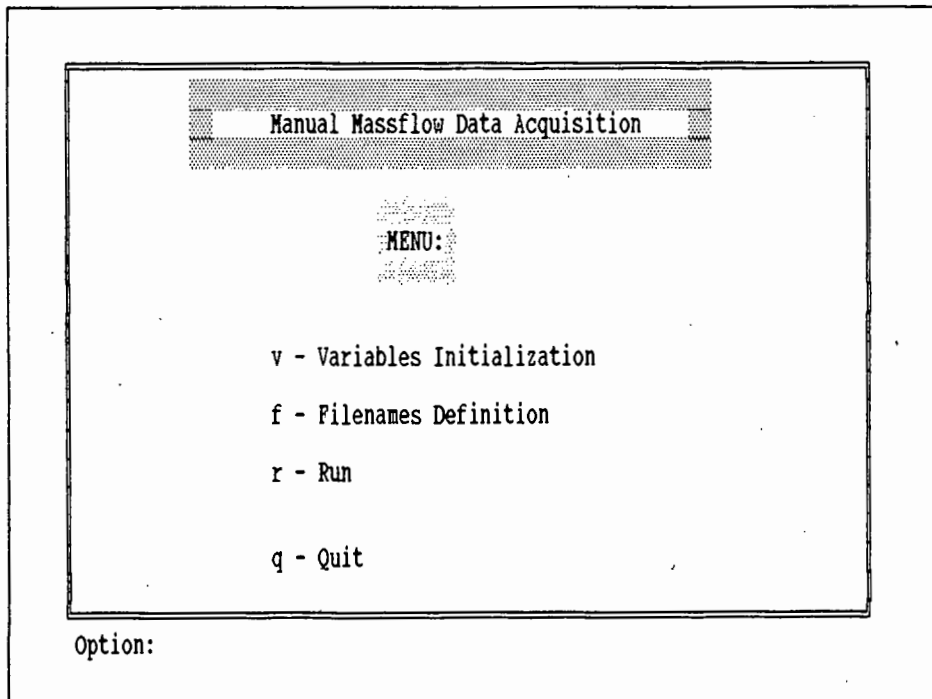 Manual Massflow Data Acquisition
MENU:
v - Variables Initialization
f - Filenames Definition
r - Run
q - Quit
Option: